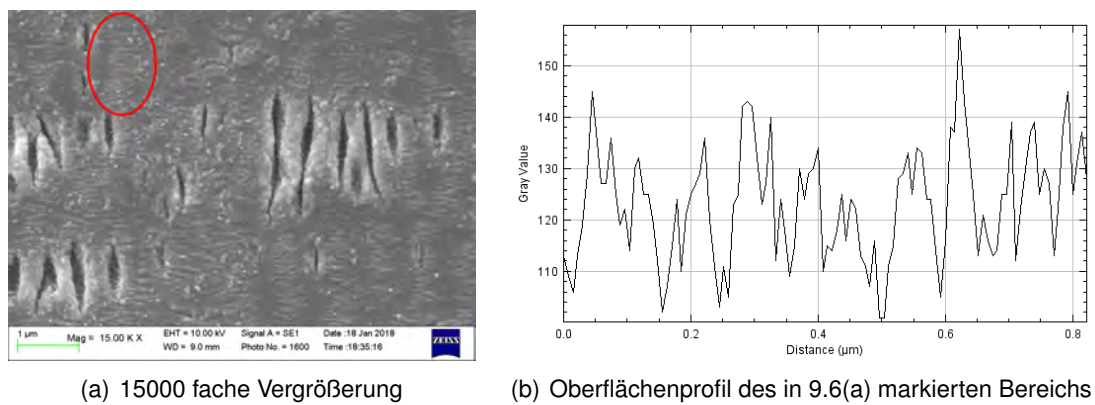 1 µm
Mag = 15.00 K X
EHT = 10.00 kV
WD = 9.0 mm
Signal A = SE1
Photo No. = 1600
Date :18 Jan 2018
Time :18:35:16
ZEISS
(a) 15000 fache Vergrößerung
150
140
130
120
110
Gray Value
0.0
0.2
0.4
0.6
0.8
Distance (µm)
(b) Oberflächenprofil des in 9.6(a) markierten Bereichs